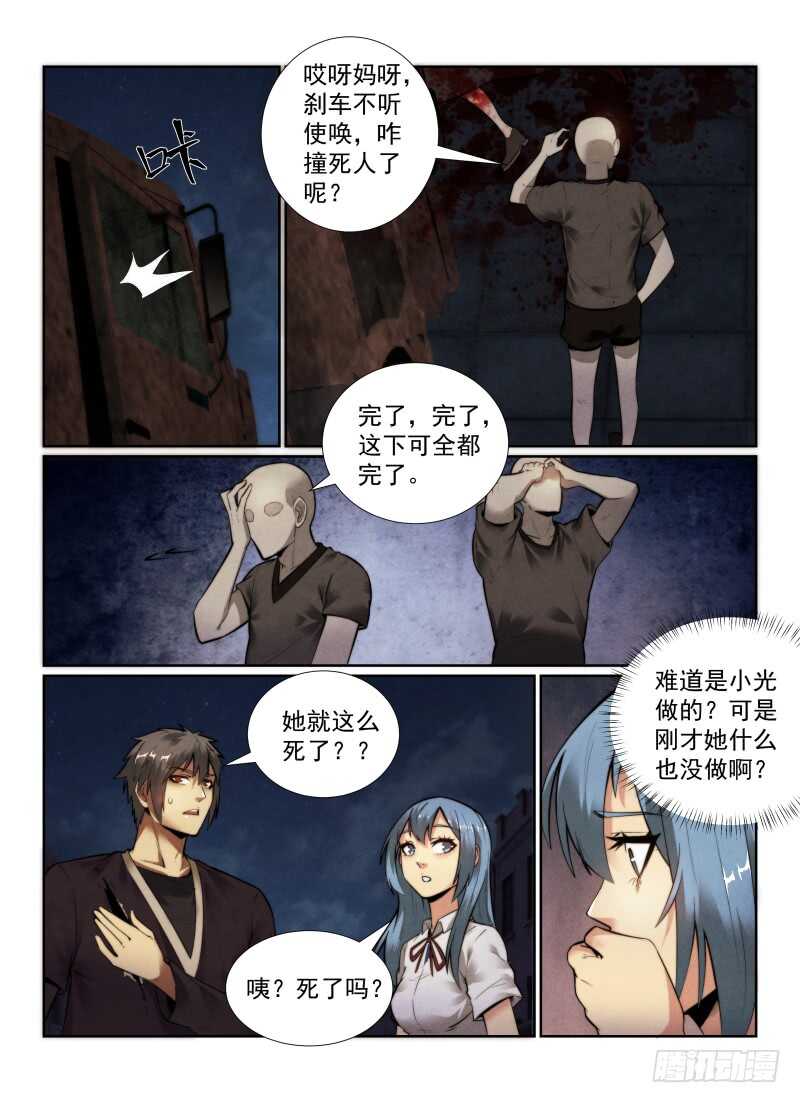 咔
哎呀妈呀，
刹车不听
使唤，咋
撞死人了
呢？
完了，完了，
这下可全都
完了。
她就这么
死了？？
咦？死了吗？
难道是小光
做的？可是
刚才她什么
也没做啊？
腾讯动漫